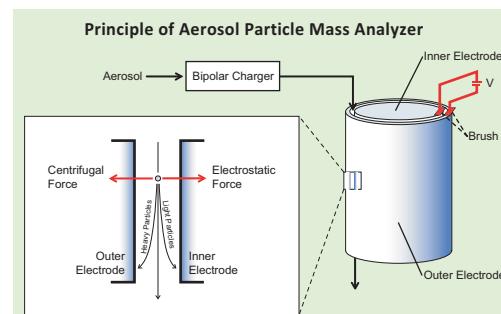 Principle of Aerosol Particle Mass Analyzer
Inner Electrode
Aerosol
Bipolar Charger
V
Brush
Centrifugal
Force
Electrostatic
Force
Heavy Particles
Light Particles
Outer
Electrode
Inner
Electrode
Outer Electrode